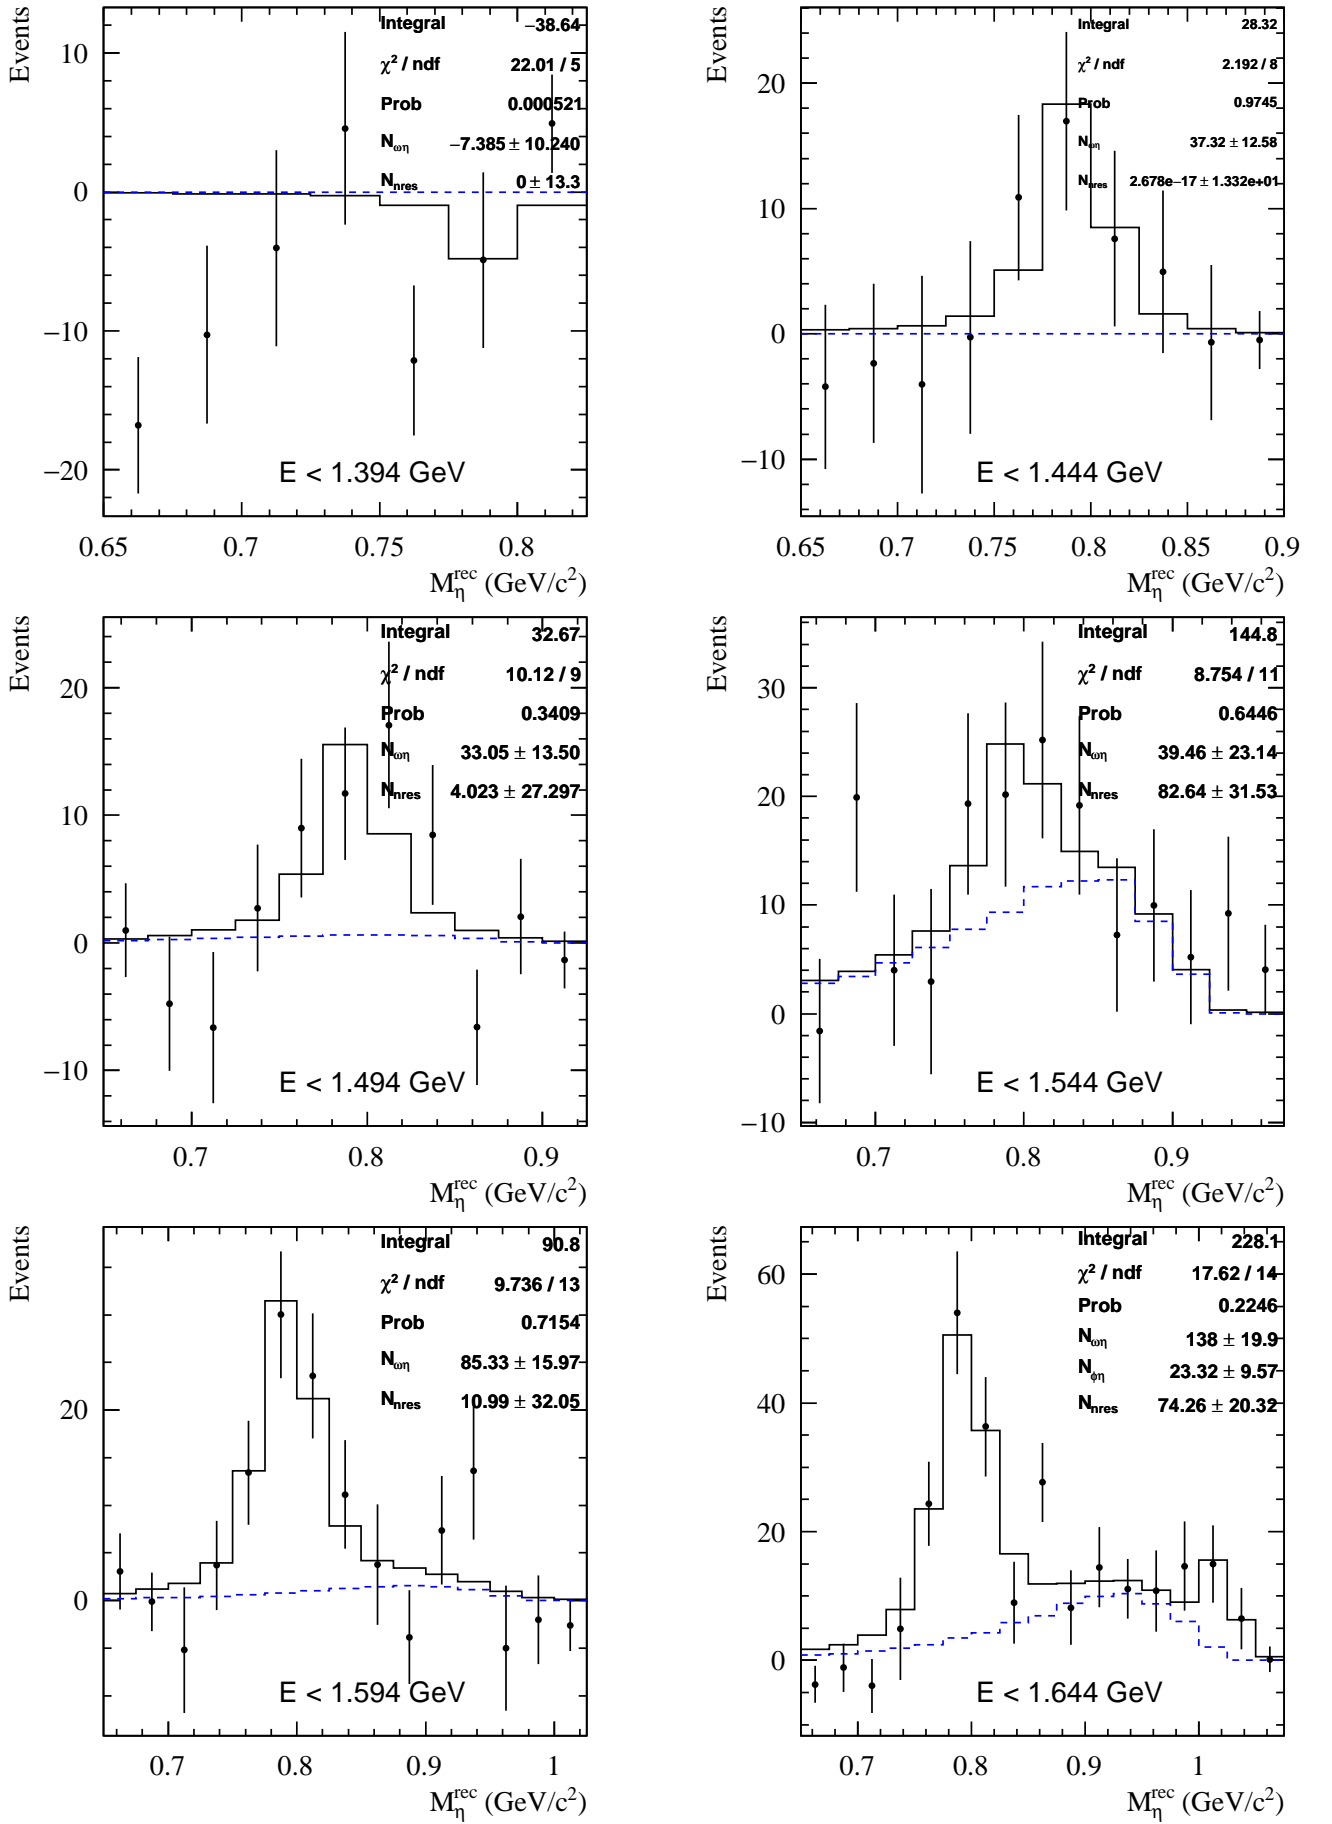 Events
Integral −38.64
χ² / ndf 22.01 / 5
Prob 0.000521
N_ωη −7.385 ± 10.240
N_nres 0 ± 13.3
10
0
−10
−20
E < 1.394 GeV
0.65 0.7 0.75 0.8
M_η^rec (GeV/c²)
Events
Integral 28.32
χ² / ndf 2.192 / 8
Prob 0.9745
N_ωη 37.32 ± 12.58
N_nres 2.678e−17 ± 1.332e+01
20
10
0
−10
E < 1.444 GeV
0.65 0.7 0.75 0.8 0.85 0.9
M_η^rec (GeV/c²)
Events
Integral 32.67
χ² / ndf 10.12 / 9
Prob 0.3409
N_ωη 33.05 ± 13.50
N_nres 4.023 ± 27.297
20
10
0
−10
E < 1.494 GeV
0.7 0.8 0.9
M_η^rec (GeV/c²)
Events
Integral 144.8
χ² / ndf 8.754 / 11
Prob 0.6446
N_ωη 39.46 ± 23.14
N_nres 82.64 ± 31.53
30
20
10
0
−10
E < 1.544 GeV
0.7 0.8 0.9
M_η^rec (GeV/c²)
Events
Integral 90.8
χ² / ndf 9.736 / 13
Prob 0.7154
N_ωη 85.33 ± 15.97
N_nres 10.99 ± 32.05
20
0
E < 1.594 GeV
0.7 0.8 0.9 1
M_η^rec (GeV/c²)
Events
Integral 228.1
χ² / ndf 17.62 / 14
Prob 0.2246
N_ωη 138 ± 19.9
N_ϕη 23.32 ± 9.57
N_nres 74.26 ± 20.32
60
40
20
0
E < 1.644 GeV
0.7 0.8 0.9 1
M_η^rec (GeV/c²)